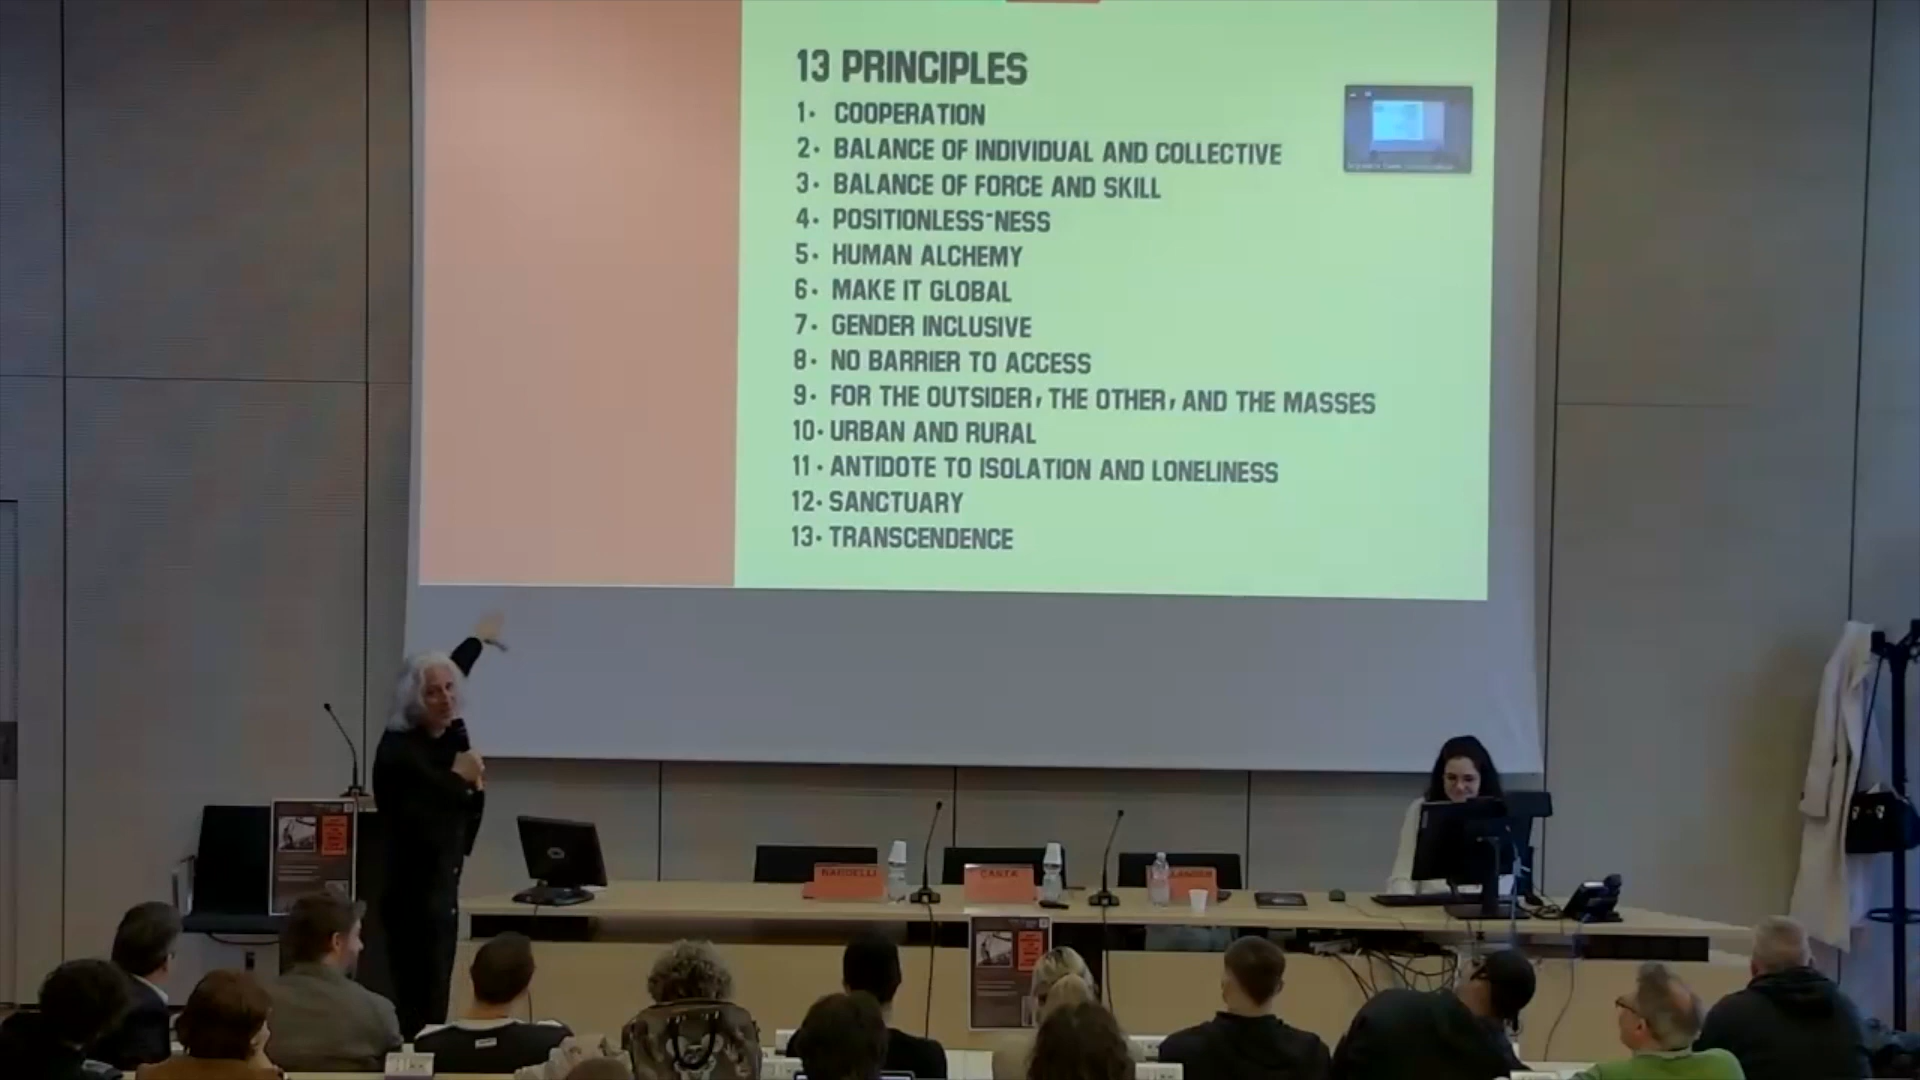 13 PRINCIPLES
1. COOPERATION
2. BALANCE OF INDIVIDUAL AND COLLECTIVE
3. BALANCE OF FORCE AND SKILL
4. POSITIONLESS-NESS
5. HUMAN ALCHEMY
6. MAKE IT GLOBAL
7. GENDER INCLUSIVE
8. NO BARRIER TO ACCESS
9. FOR THE OUTSIDER, THE OTHER, AND THE MASSES
10. URBAN AND RURAL
11. ANTIDOTE TO ISOLATION AND LONELINESS
12. SANCTUARY
13. TRANSCENDENCE
NARDELLI
CANTA